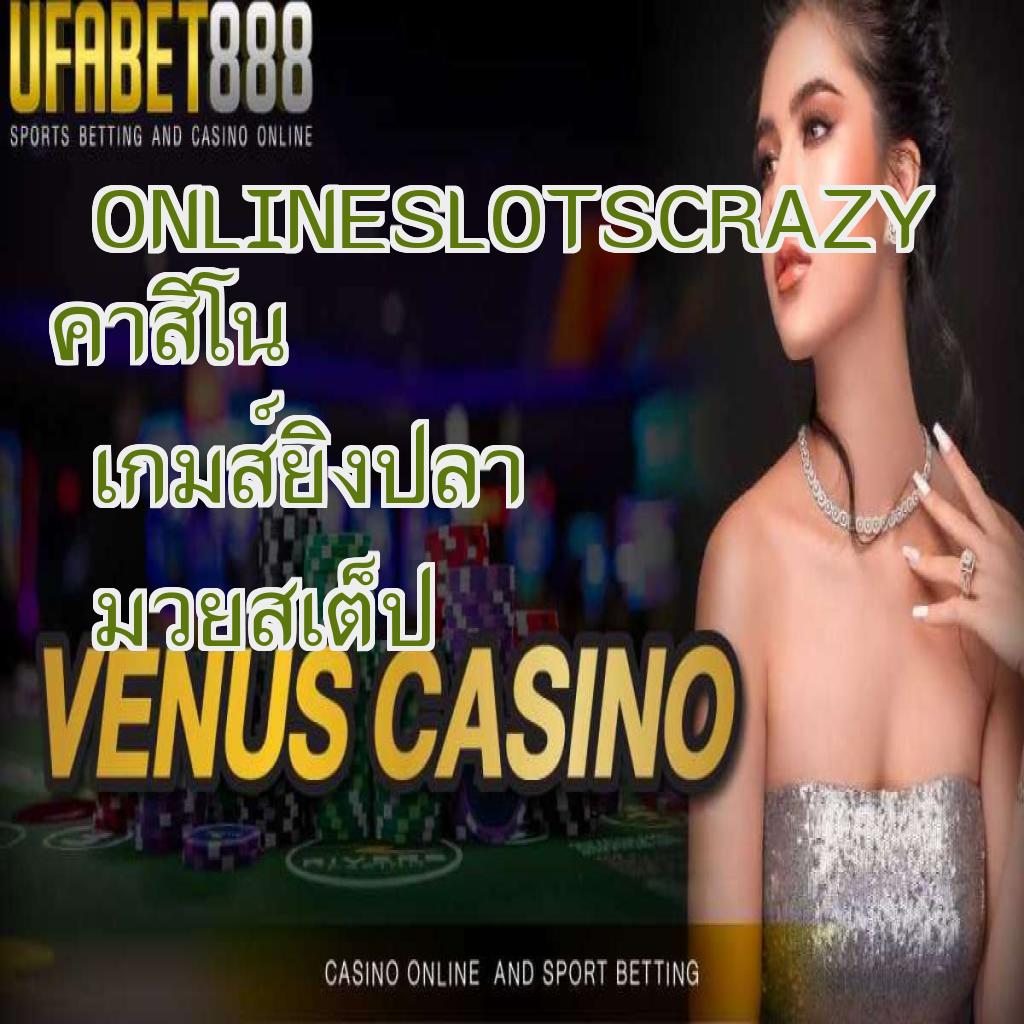 UFABET888
SPORTS BETTING AND CASINO ONLINE
ONLINESLOTSCRAZY
คาสิโน
เกมส์ยิงปลา
มวยสเต็ป
VENUS CASINO
CASINO ONLINE AND SPORT BETTING